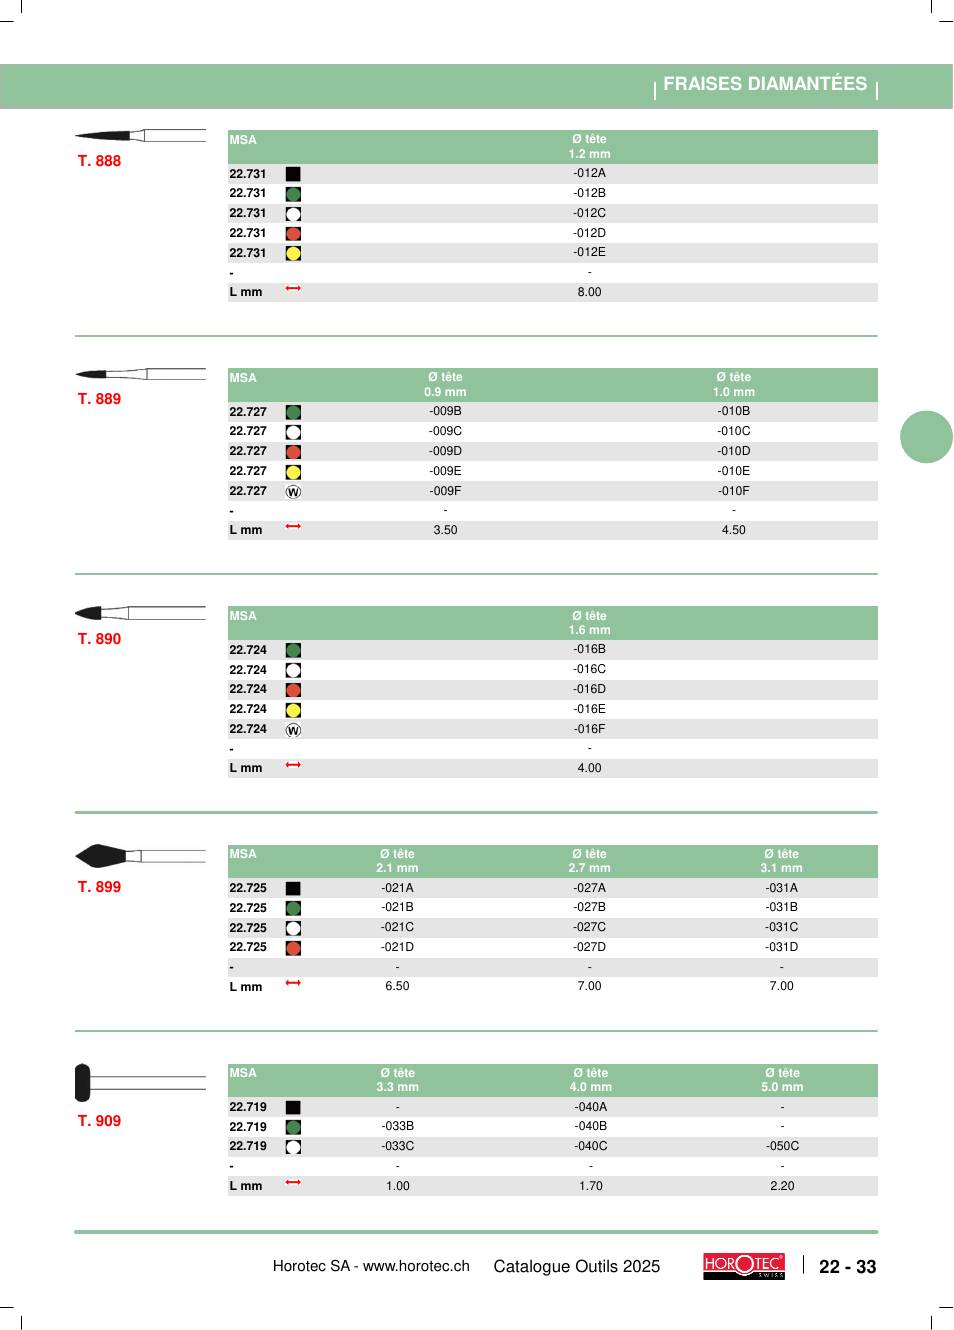 FRAISES DIAMANTÉES
T. 888
MSA Ø tête
1.2 mm
22.731 -012A
22.731 -012B
22.731 -012C
22.731 -012D
22.731 -012E
- -
L mm 8.00
T. 889
MSA Ø tête Ø tête
0.9 mm 1.0 mm
22.727 -009B -010B
22.727 -009C -010C
22.727 -009D -010D
22.727 -009E -010E
22.727 W -009F -010F
- - -
L mm 3.50 4.50
T. 890
MSA Ø tête
1.6 mm
22.724 -016B
22.724 -016C
22.724 -016D
22.724 -016E
22.724 W -016F
- -
L mm 4.00
T. 899
MSA Ø tête Ø tête Ø tête
2.1 mm 2.7 mm 3.1 mm
22.725 -021A -027A -031A
22.725 -021B -027B -031B
22.725 -021C -027C -031C
22.725 -021D -027D -031D
- - - -
L mm 6.50 7.00 7.00
T. 909
MSA Ø tête Ø tête Ø tête
3.3 mm 4.0 mm 5.0 mm
22.719 - -040A -
22.719 -033B -040B -
22.719 -033C -040C -050C
- - - -
L mm 1.00 1.70 2.20
Horotec SA - www.horotec.ch Catalogue Outils 2025 HOROTEC® SWISS 22 - 33